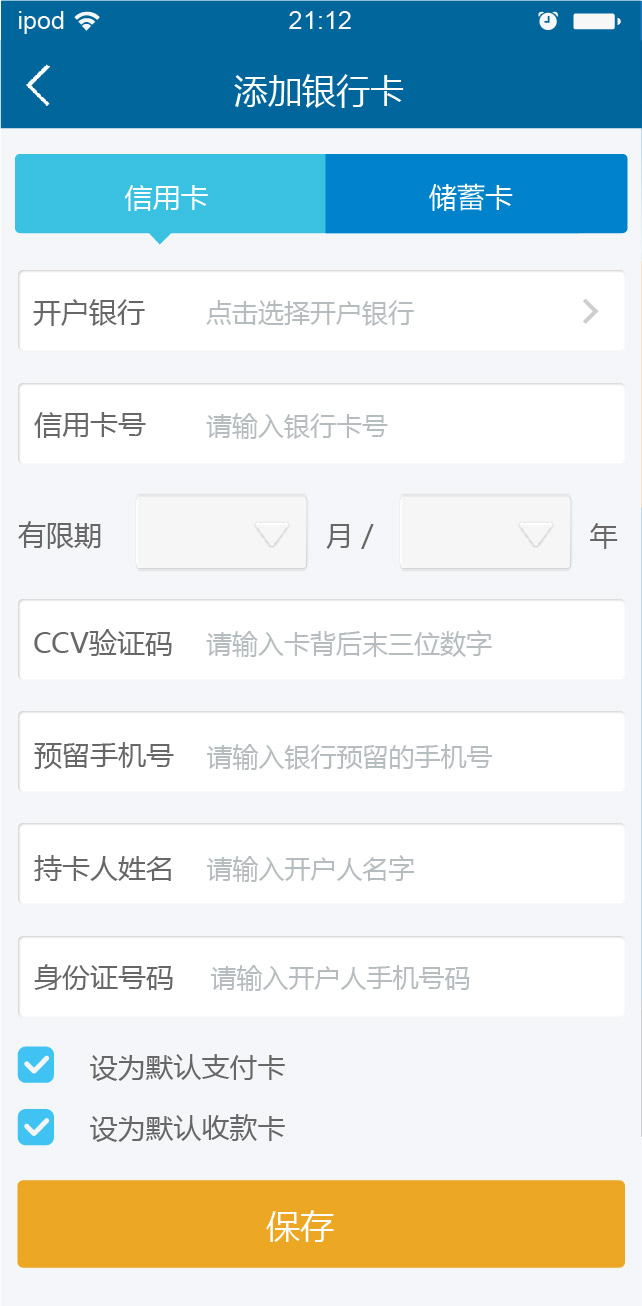 ipod 21:12
添加银行卡
信用卡 储蓄卡
开户银行 点击选择开户银行
信用卡号 请输入银行卡号
有限期 月 / 年
CCV验证码 请输入卡背后末三位数字
预留手机号 请输入银行预留的手机号
持卡人姓名 请输入开户人名字
身份证号码 请输入开户人手机号码
设为默认支付卡
设为默认收款卡
保存